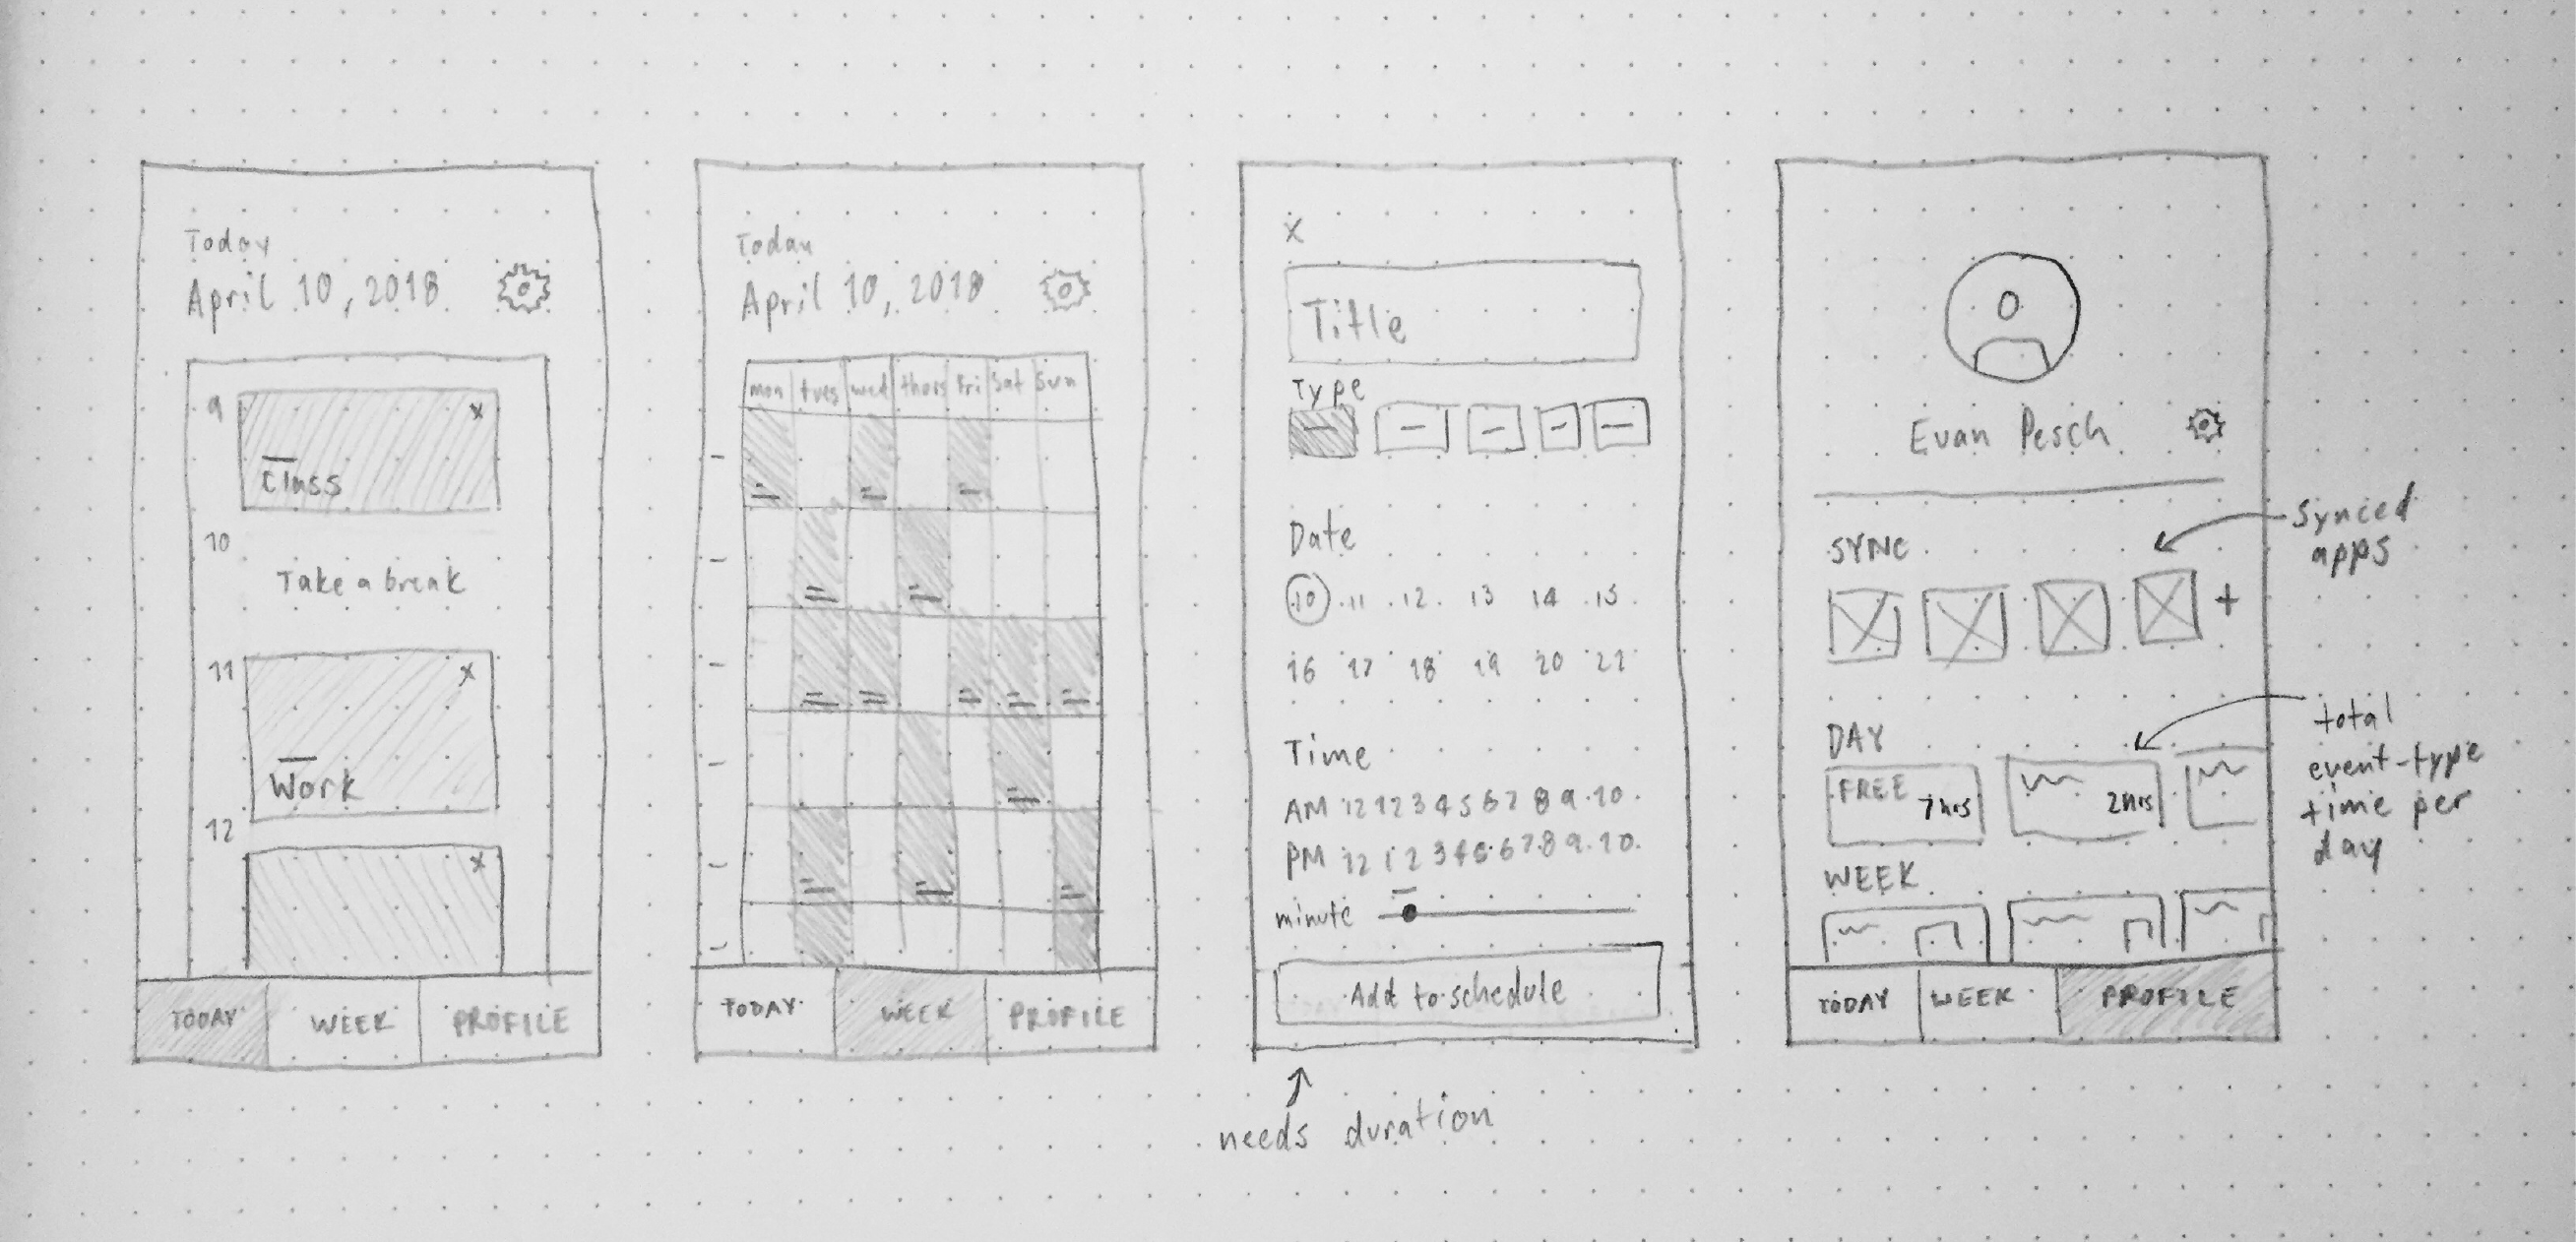 Today
April 10, 2018
9
Class
10
Take a break
11
Work
12
TODAY WEEK PROFILE
Today
April 10, 2018
mon tues wed thurs Fri Sat Sun
TODAY WEEK PROFILE
X
Title
Type
Date
10 11 12 13 14 15
16 17 18 19 20 21
Time
AM 12 1 2 3 4 5 6 7 8 9 10
PM 12 1 2 3 4 5 6 7 8 9 10
minute
Add to schedule
needs duration
Evan Pesch
SYNC
synced
apps
DAY
FREE 7hrs
2hrs
total
event-type
time per
day
WEEK
TODAY WEEK PROFILE